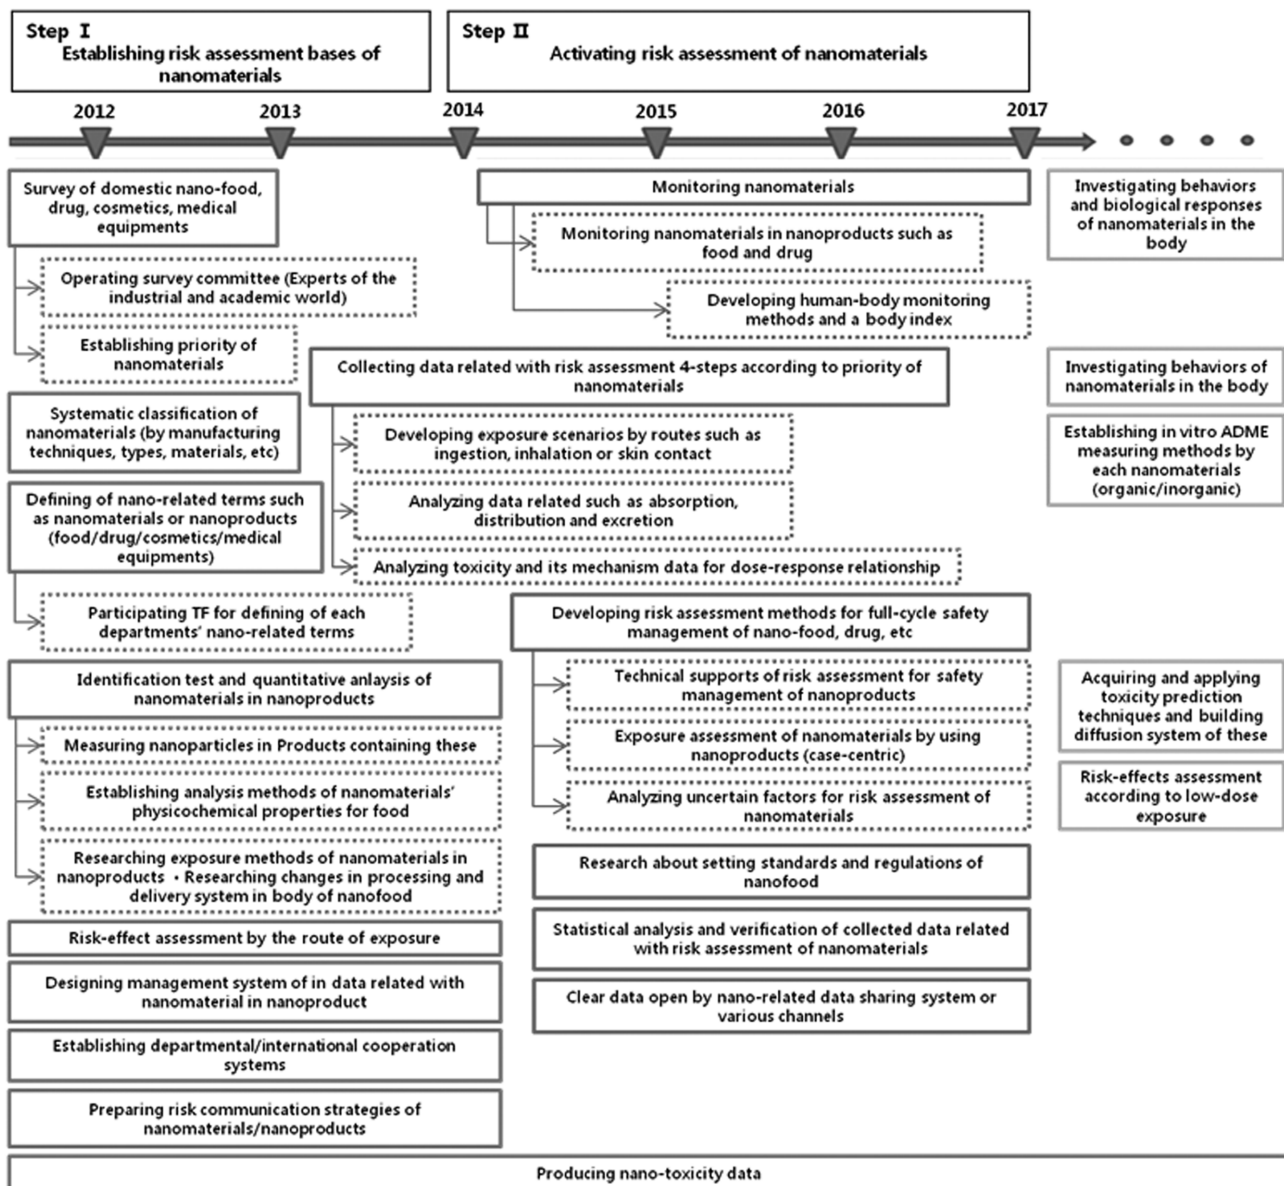 Step Ⅰ
Establishing risk assessment bases of
nanomaterials
Step Ⅱ
Activating risk assessment of nanomaterials
2012
2013
2014
2015
2016
2017
Survey of domestic nano-food,
drug, cosmetics, medical
equipments
Operating survey committee (Experts of the
industrial and academic world)
Establishing priority of
nanomaterials
Systematic classification of
nanomaterials (by manufacturing
techniques, types, materials, etc)
Defining of nano-related terms such
as nanomaterials or nanoproducts
(food/drug/cosmetics/medical
equipments)
Participating TF for defining of each
departments' nano-related terms
Identification test and quantitative anlaysis of
nanomaterials in nanoproducts
Measuring nanoparticles in Products containing these
Establishing analysis methods of nanomaterials'
physicochemical properties for food
Researching exposure methods of nanomaterials in
nanoproducts ・Researching changes in processing and
delivery system in body of nanofood
Risk-effect assessment by the route of exposure
Designing management system of in data related with
nanomaterial in nanoproduct
Establishing departmental/international cooperation
systems
Preparing risk communication strategies of
nanomaterials/nanoproducts
Monitoring nanomaterials
Monitoring nanomaterials in nanoproducts such as
food and drug
Developing human-body monitoring
methods and a body index
Collecting data related with risk assessment 4-steps according to priority of
nanomaterials
Developing exposure scenarios by routes such as
ingestion, inhalation or skin contact
Analyzing data related such as absorption,
distribution and excretion
Analyzing toxicity and its mechanism data for dose-response relationship
Developing risk assessment methods for full-cycle safety
management of nano-food, drug, etc
Technical supports of risk assessment for safety
management of nanoproducts
Exposure assessment of nanomaterials by using
nanoproducts (case-centric)
Analyzing uncertain factors for risk assessment of
nanomaterials
Research about setting standards and regulations of
nanofood
Statistical analysis and verification of collected data related
with risk assessment of nanomaterials
Clear data open by nano-related data sharing system or
various channels
Investigating behaviors
and biological responses
of nanomaterials in the
body
Investigating behaviors of
nanomaterials in the body
Establishing in vitro ADME
measuring methods by
each nanomaterials
(organic/inorganic)
Acquiring and applying
toxicity prediction
techniques and building
diffusion system of these
Risk-effects assessment
according to low-dose
exposure
Producing nano-toxicity data